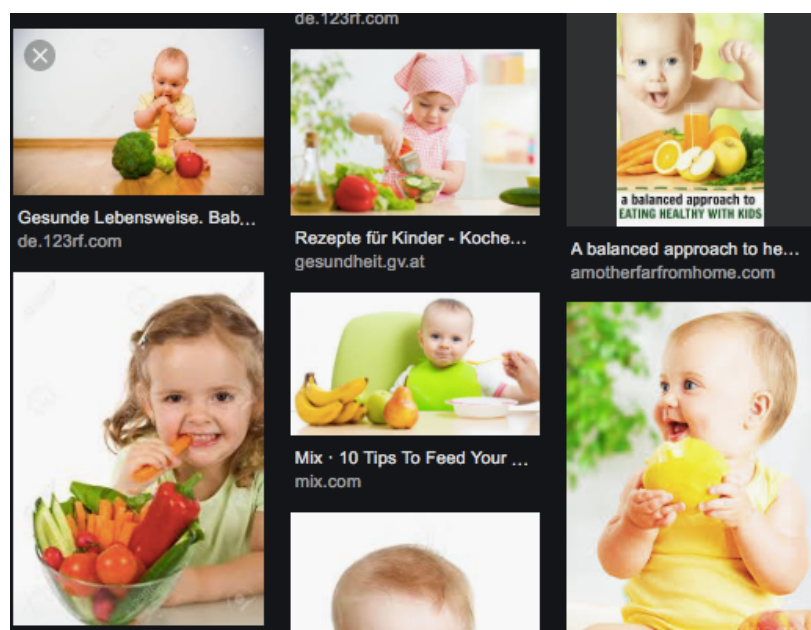 Gesunde Lebensweise. Bab...
de.123rf.com
de.123rf.com
Rezepte für Kinder - Koche...
gesundheit.gv.at
Mix · 10 Tips To Feed Your ...
mix.com
a balanced approach to
EATING HEALTHY WITH KIDS
A balanced approach to he...
amotherfarfromhome.com